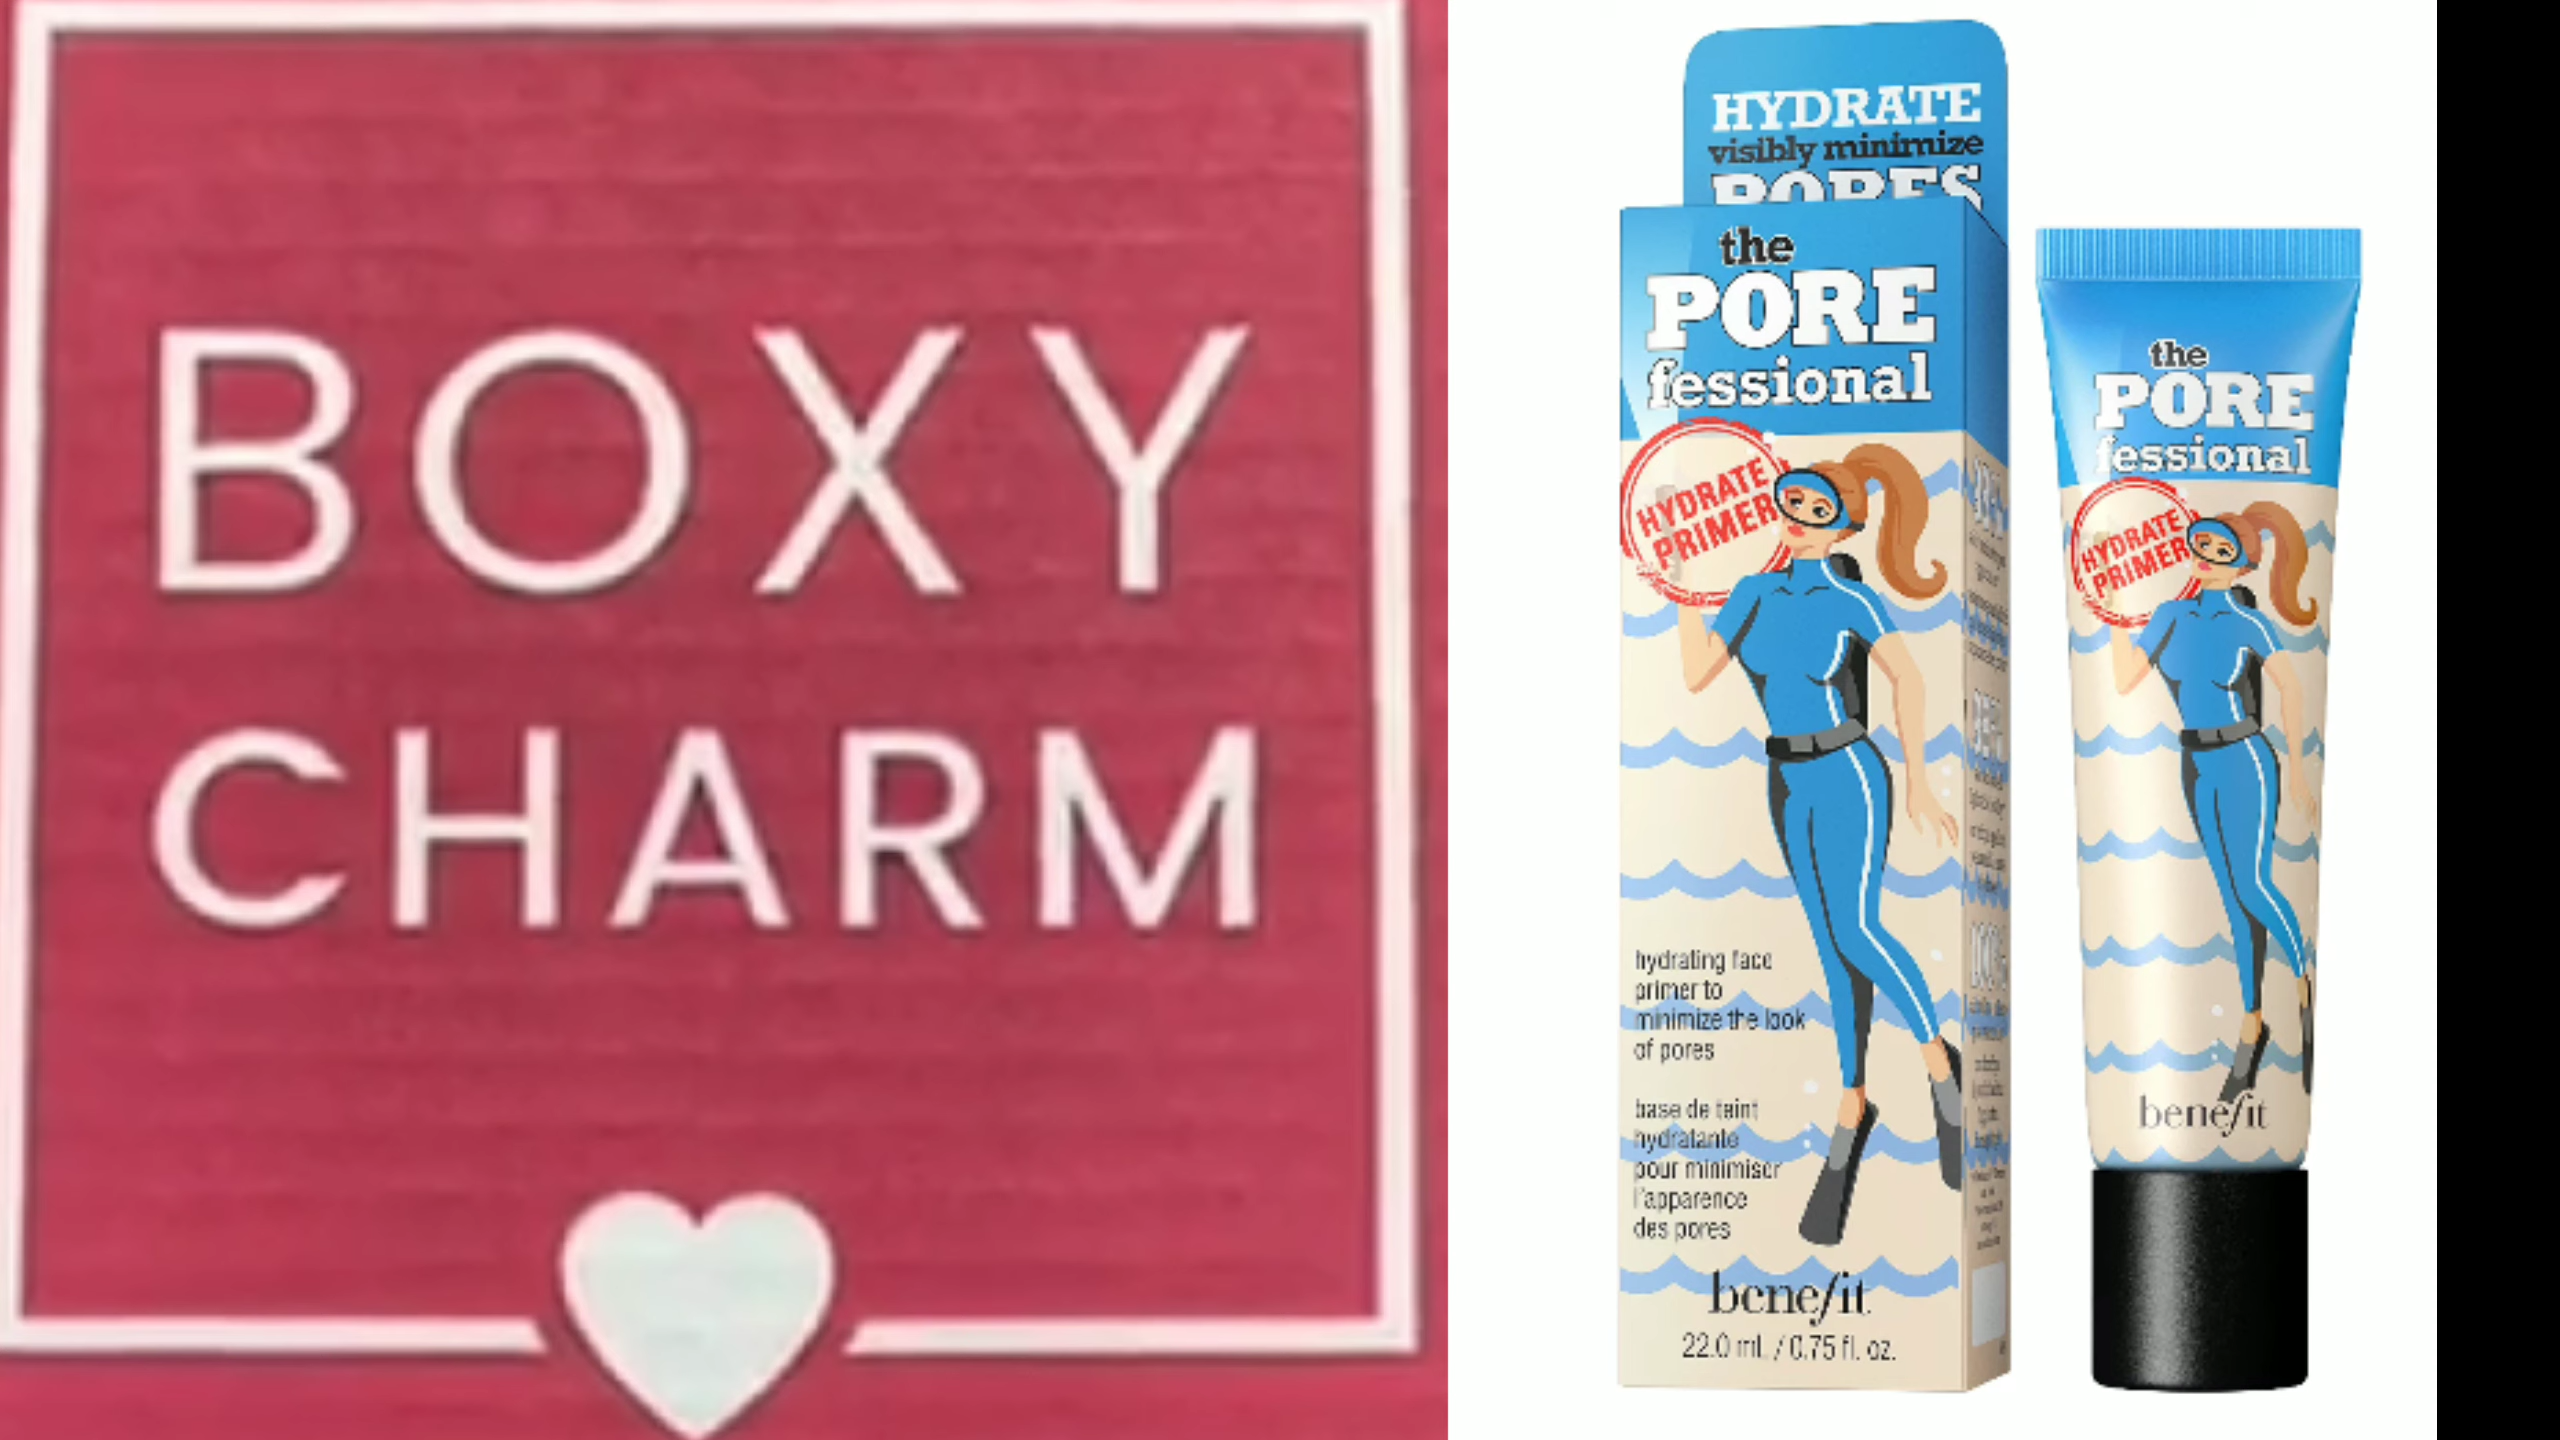 BOXY
CHARM
HYDRATE
visibly minimize
PORES
the
PORE
fessional
HYDRATE
PRIMER
hydrating face
primer to
minimize the look
of pores
base de teint
hydratante
pour minimiser
l'apparence
des pores
benefit
22.0 mL / 0.75 fl. oz.
the
PORE
fessional
HYDRATE
PRIMER
benefit